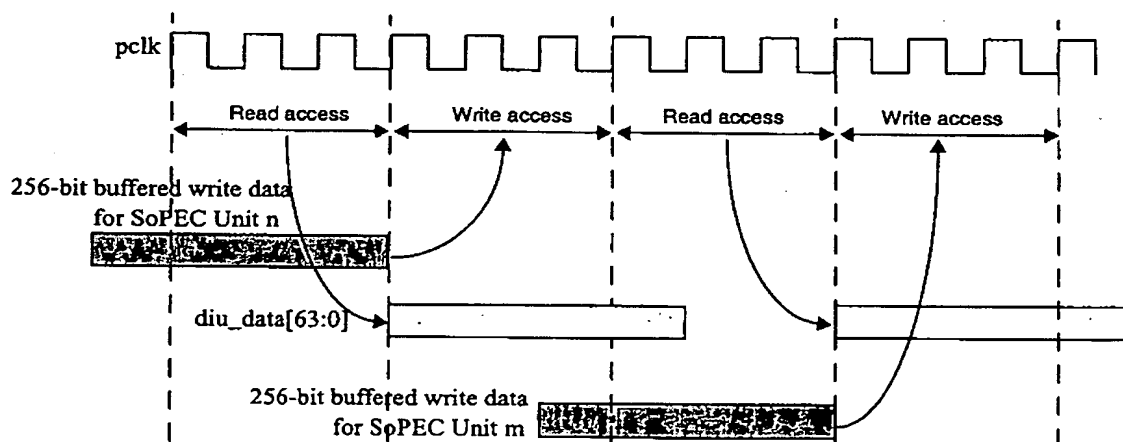 pclk
Read access
Write access
Read access
Write access
256-bit buffered write data
for SoPEC Unit n
diu_data[63:0]
256-bit buffered write data
for SoPEC Unit m